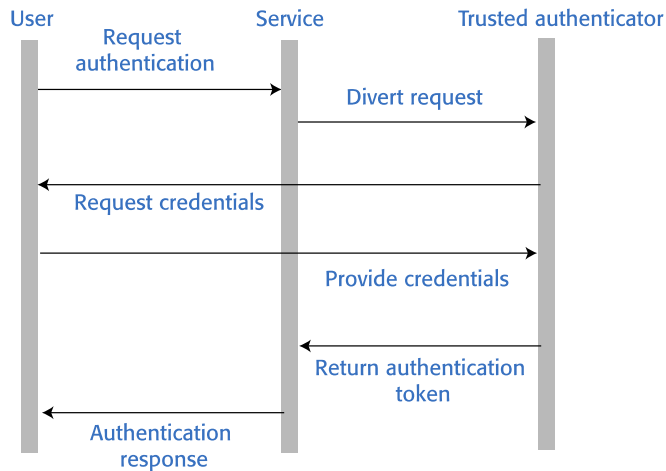 User
Service
Trusted authenticator
Request
authentication
Divert request
Request credentials
Provide credentials
Return authentication
token
Authentication
response